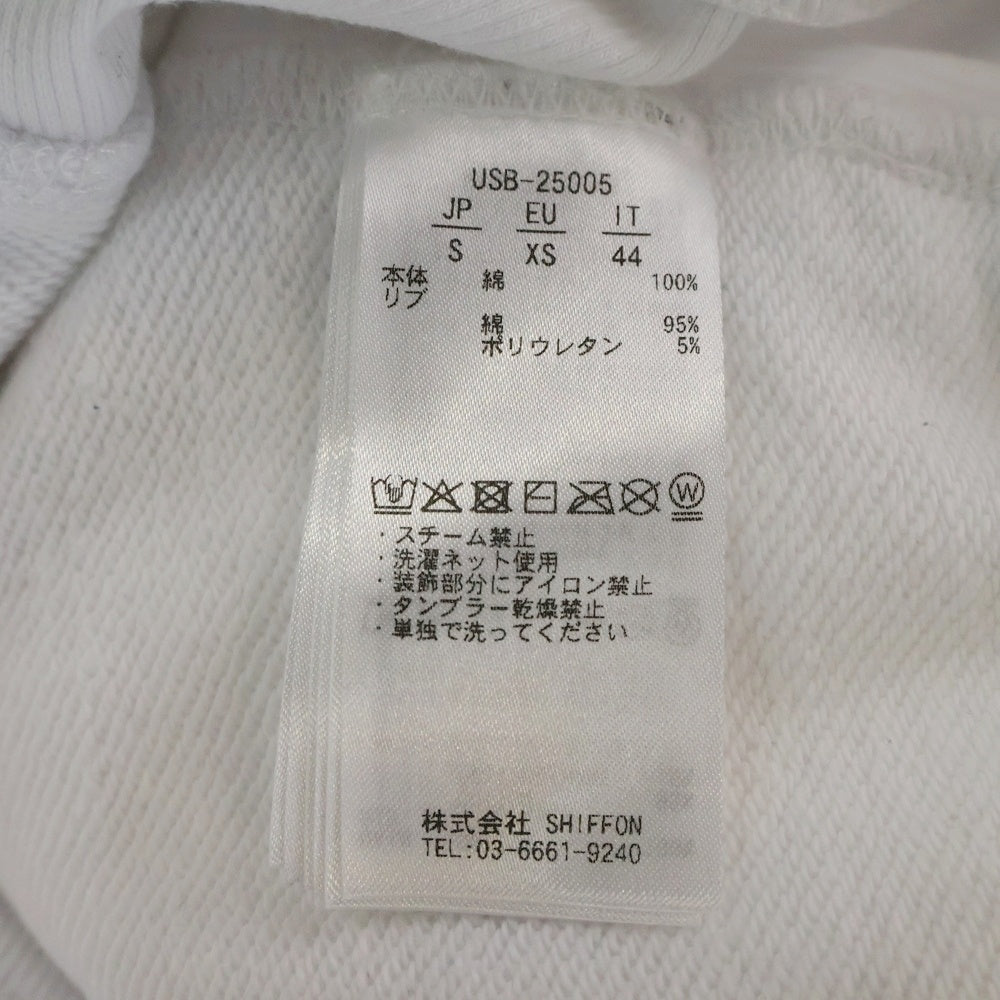 USB-25005
JP EU IT
S XS 44
本体 綿 100%
リブ
綿 95%
ポリウレタン 5%
W
・スチーム禁止
・洗濯ネット使用
・装飾部分にアイロン禁止
・タンブラー乾燥禁止
・単独で洗ってください
株式会社 SHIFFON
TEL:03-6661-9240